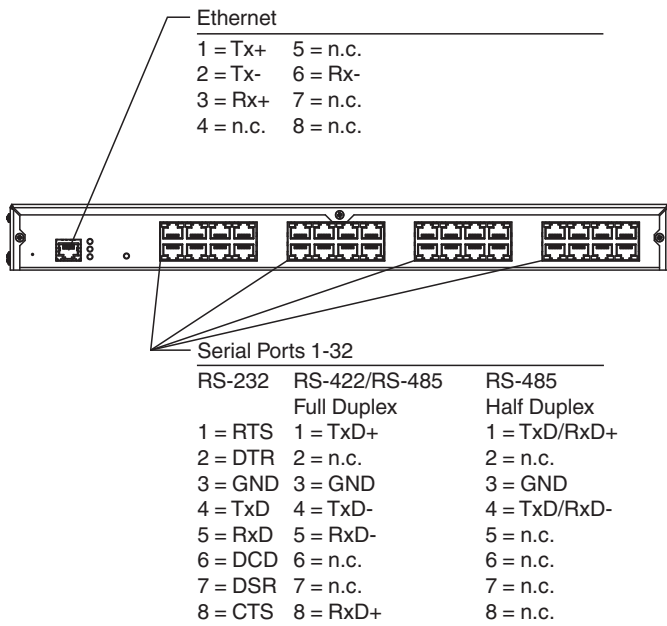 Ethernet
1 = Tx+ 5 = n.c.
2 = Tx- 6 = Rx-
3 = Rx+ 7 = n.c.
4 = n.c. 8 = n.c.
Serial Ports 1-32
RS-232 RS-422/RS-485 RS-485
Full Duplex Half Duplex
1 = RTS 1 = TxD+ 1 = TxD/RxD+
2 = DTR 2 = n.c. 2 = n.c.
3 = GND 3 = GND 3 = GND
4 = TxD 4 = TxD- 4 = TxD/RxD-
5 = RxD 5 = RxD- 5 = n.c.
6 = DCD 6 = n.c. 6 = n.c.
7 = DSR 7 = n.c. 7 = n.c.
8 = CTS 8 = RxD+ 8 = n.c.